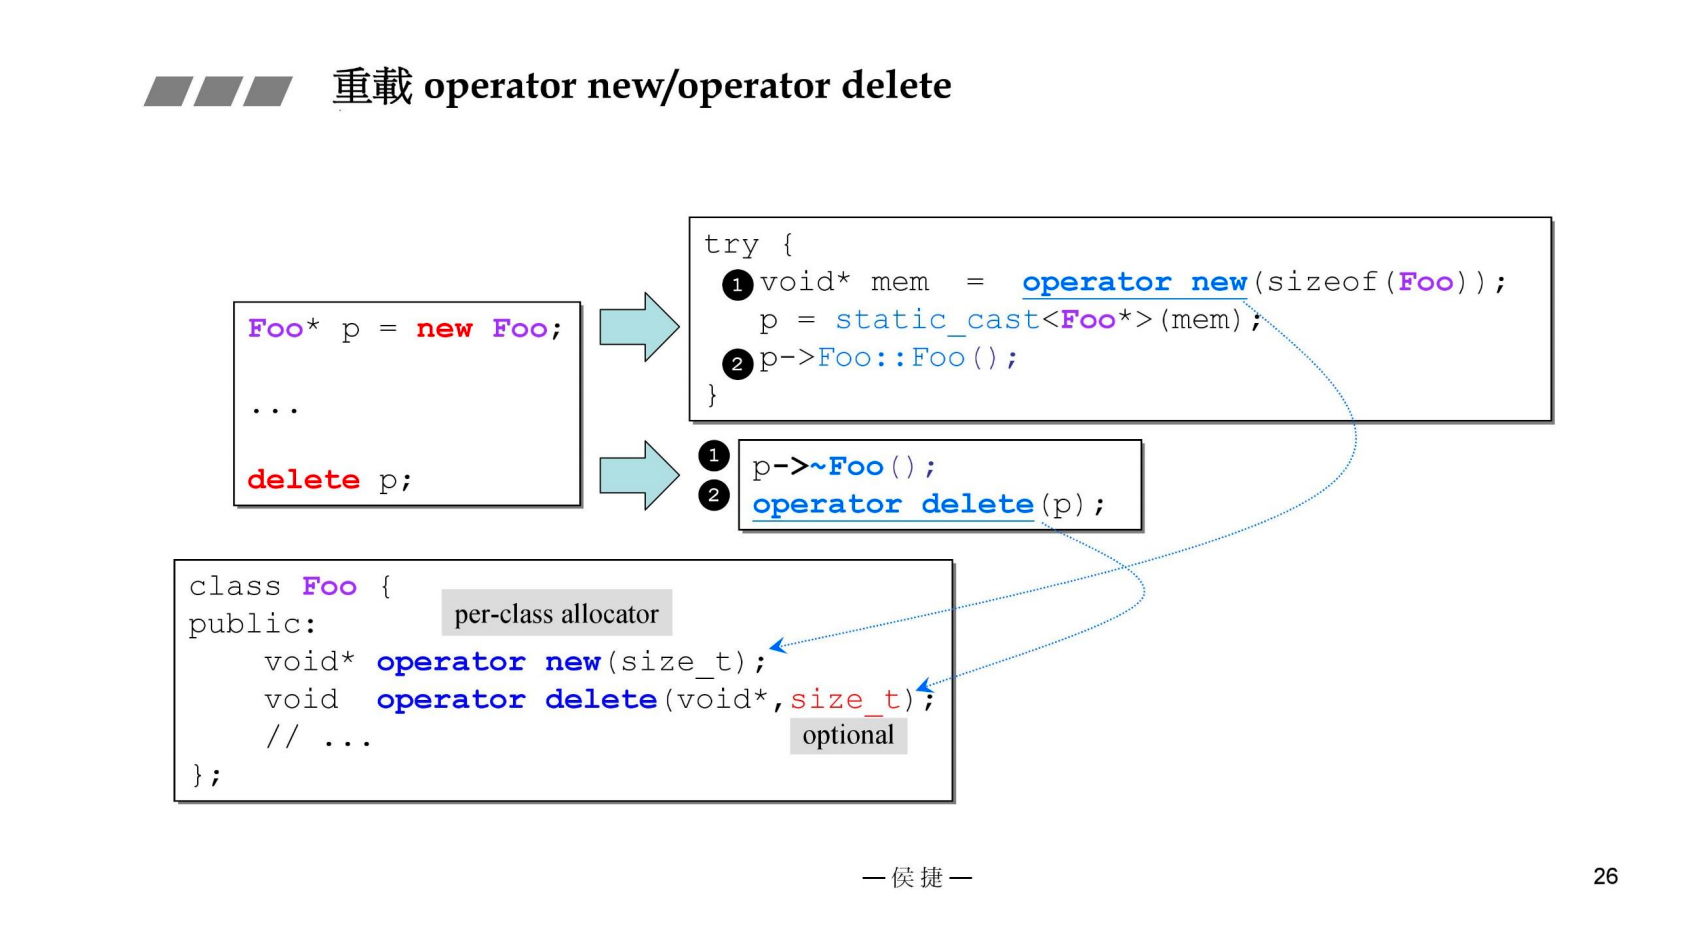 重載 operator new/operator delete
Foo* p = new Foo;
...
delete p;
try {
❶ void* mem = operator new(sizeof(Foo));
p = static_cast<Foo*>(mem);
❷ p->Foo::Foo();
}
❶ p->~Foo();
❷ operator delete(p);
class Foo {
public:
per-class allocator
void* operator new(size_t);
void operator delete(void*,size_t);
optional
// ...
};
—侯捷—
26